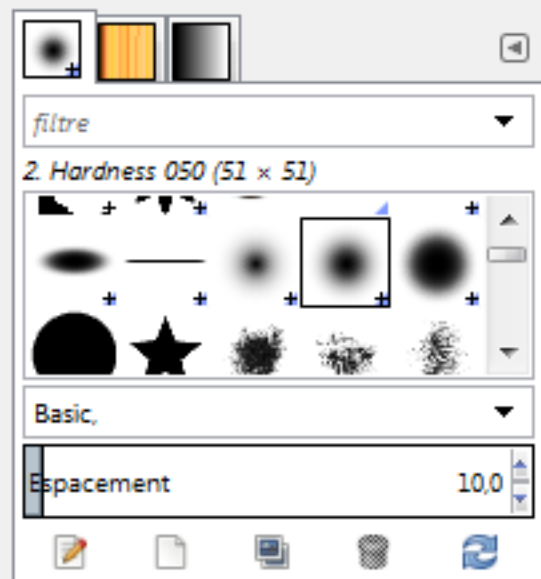 filtre
2. Hardness 050 (51 × 51)
Basic,
Espacement 10,0